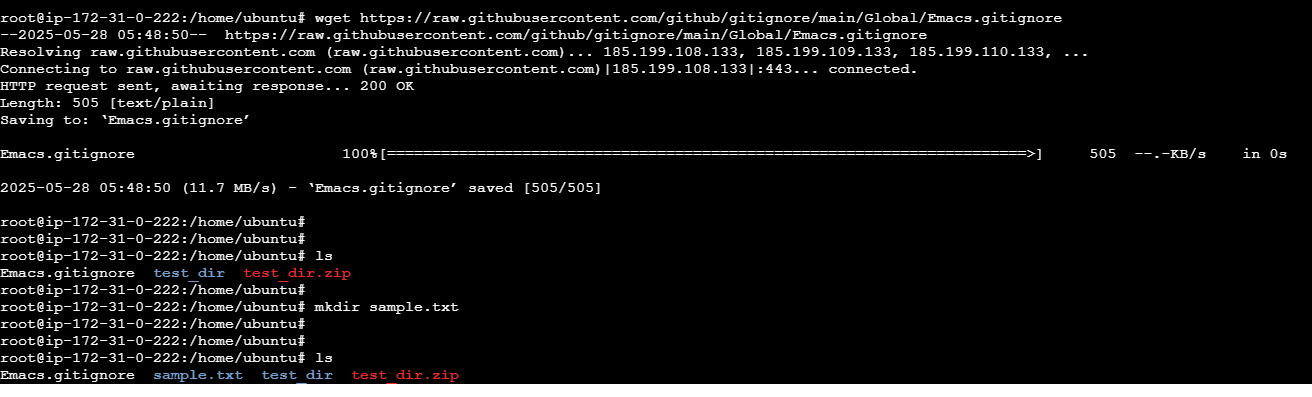 root@ip-172-31-0-222:/home/ubuntu# wget https://raw.githubusercontent.com/github/gitignore/main/Global/Emacs.gitignore
--2025-05-28 05:48:50--  https://raw.githubusercontent.com/github/gitignore/main/Global/Emacs.gitignore
Resolving raw.githubusercontent.com (raw.githubusercontent.com)... 185.199.108.133, 185.199.109.133, 185.199.110.133, ...
Connecting to raw.githubusercontent.com (raw.githubusercontent.com)|185.199.108.133|:443... connected.
HTTP request sent, awaiting response... 200 OK
Length: 505 [text/plain]
Saving to: ‘Emacs.gitignore’
Emacs.gitignore                       100%[=======================================================================>]     505  --.-KB/s    in 0s
2025-05-28 05:48:50 (11.7 MB/s) - ‘Emacs.gitignore’ saved [505/505]
root@ip-172-31-0-222:/home/ubuntu#
root@ip-172-31-0-222:/home/ubuntu#
root@ip-172-31-0-222:/home/ubuntu# ls
Emacs.gitignore  test_dir  test_dir.zip
root@ip-172-31-0-222:/home/ubuntu#
root@ip-172-31-0-222:/home/ubuntu# mkdir sample.txt
root@ip-172-31-0-222:/home/ubuntu#
root@ip-172-31-0-222:/home/ubuntu#
root@ip-172-31-0-222:/home/ubuntu# ls
Emacs.gitignore  sample.txt  test_dir  test_dir.zip